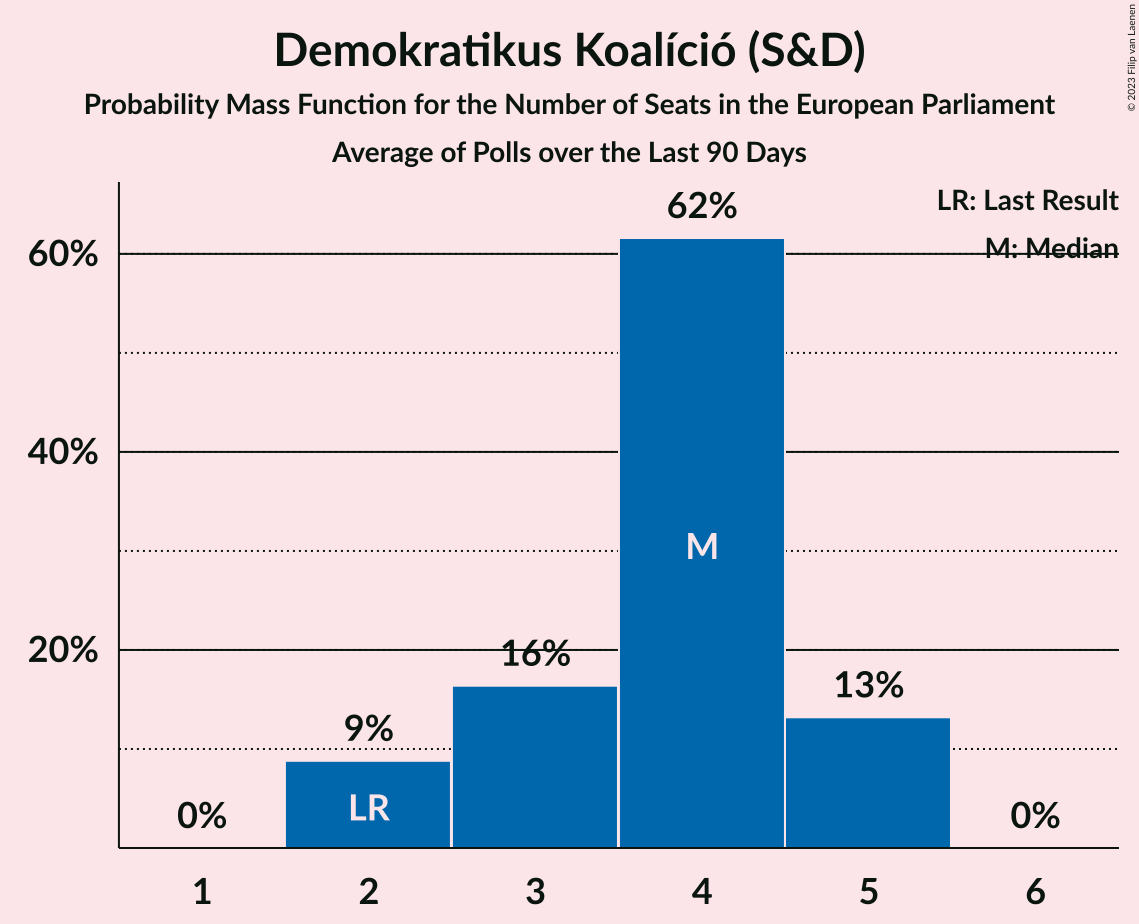 Demokratikus Koalíció (S&D)
Probability Mass Function for the Number of Seats in the European Parliament
Average of Polls over the Last 90 Days
© 2023 Filip van Laenen
LR: Last Result
M: Median
62%
60%
40%
M
20%
16%
13%
9%
LR
0%
0%
1 2 3 4 5 6